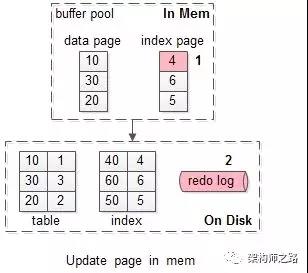 buffer pool In Mem
data page index page
10 4 1
30 6
20 5
10 1 40 4 2
30 3 60 6 redo log
20 2 50 5
table index On Disk
Update page in mem
架构师之路